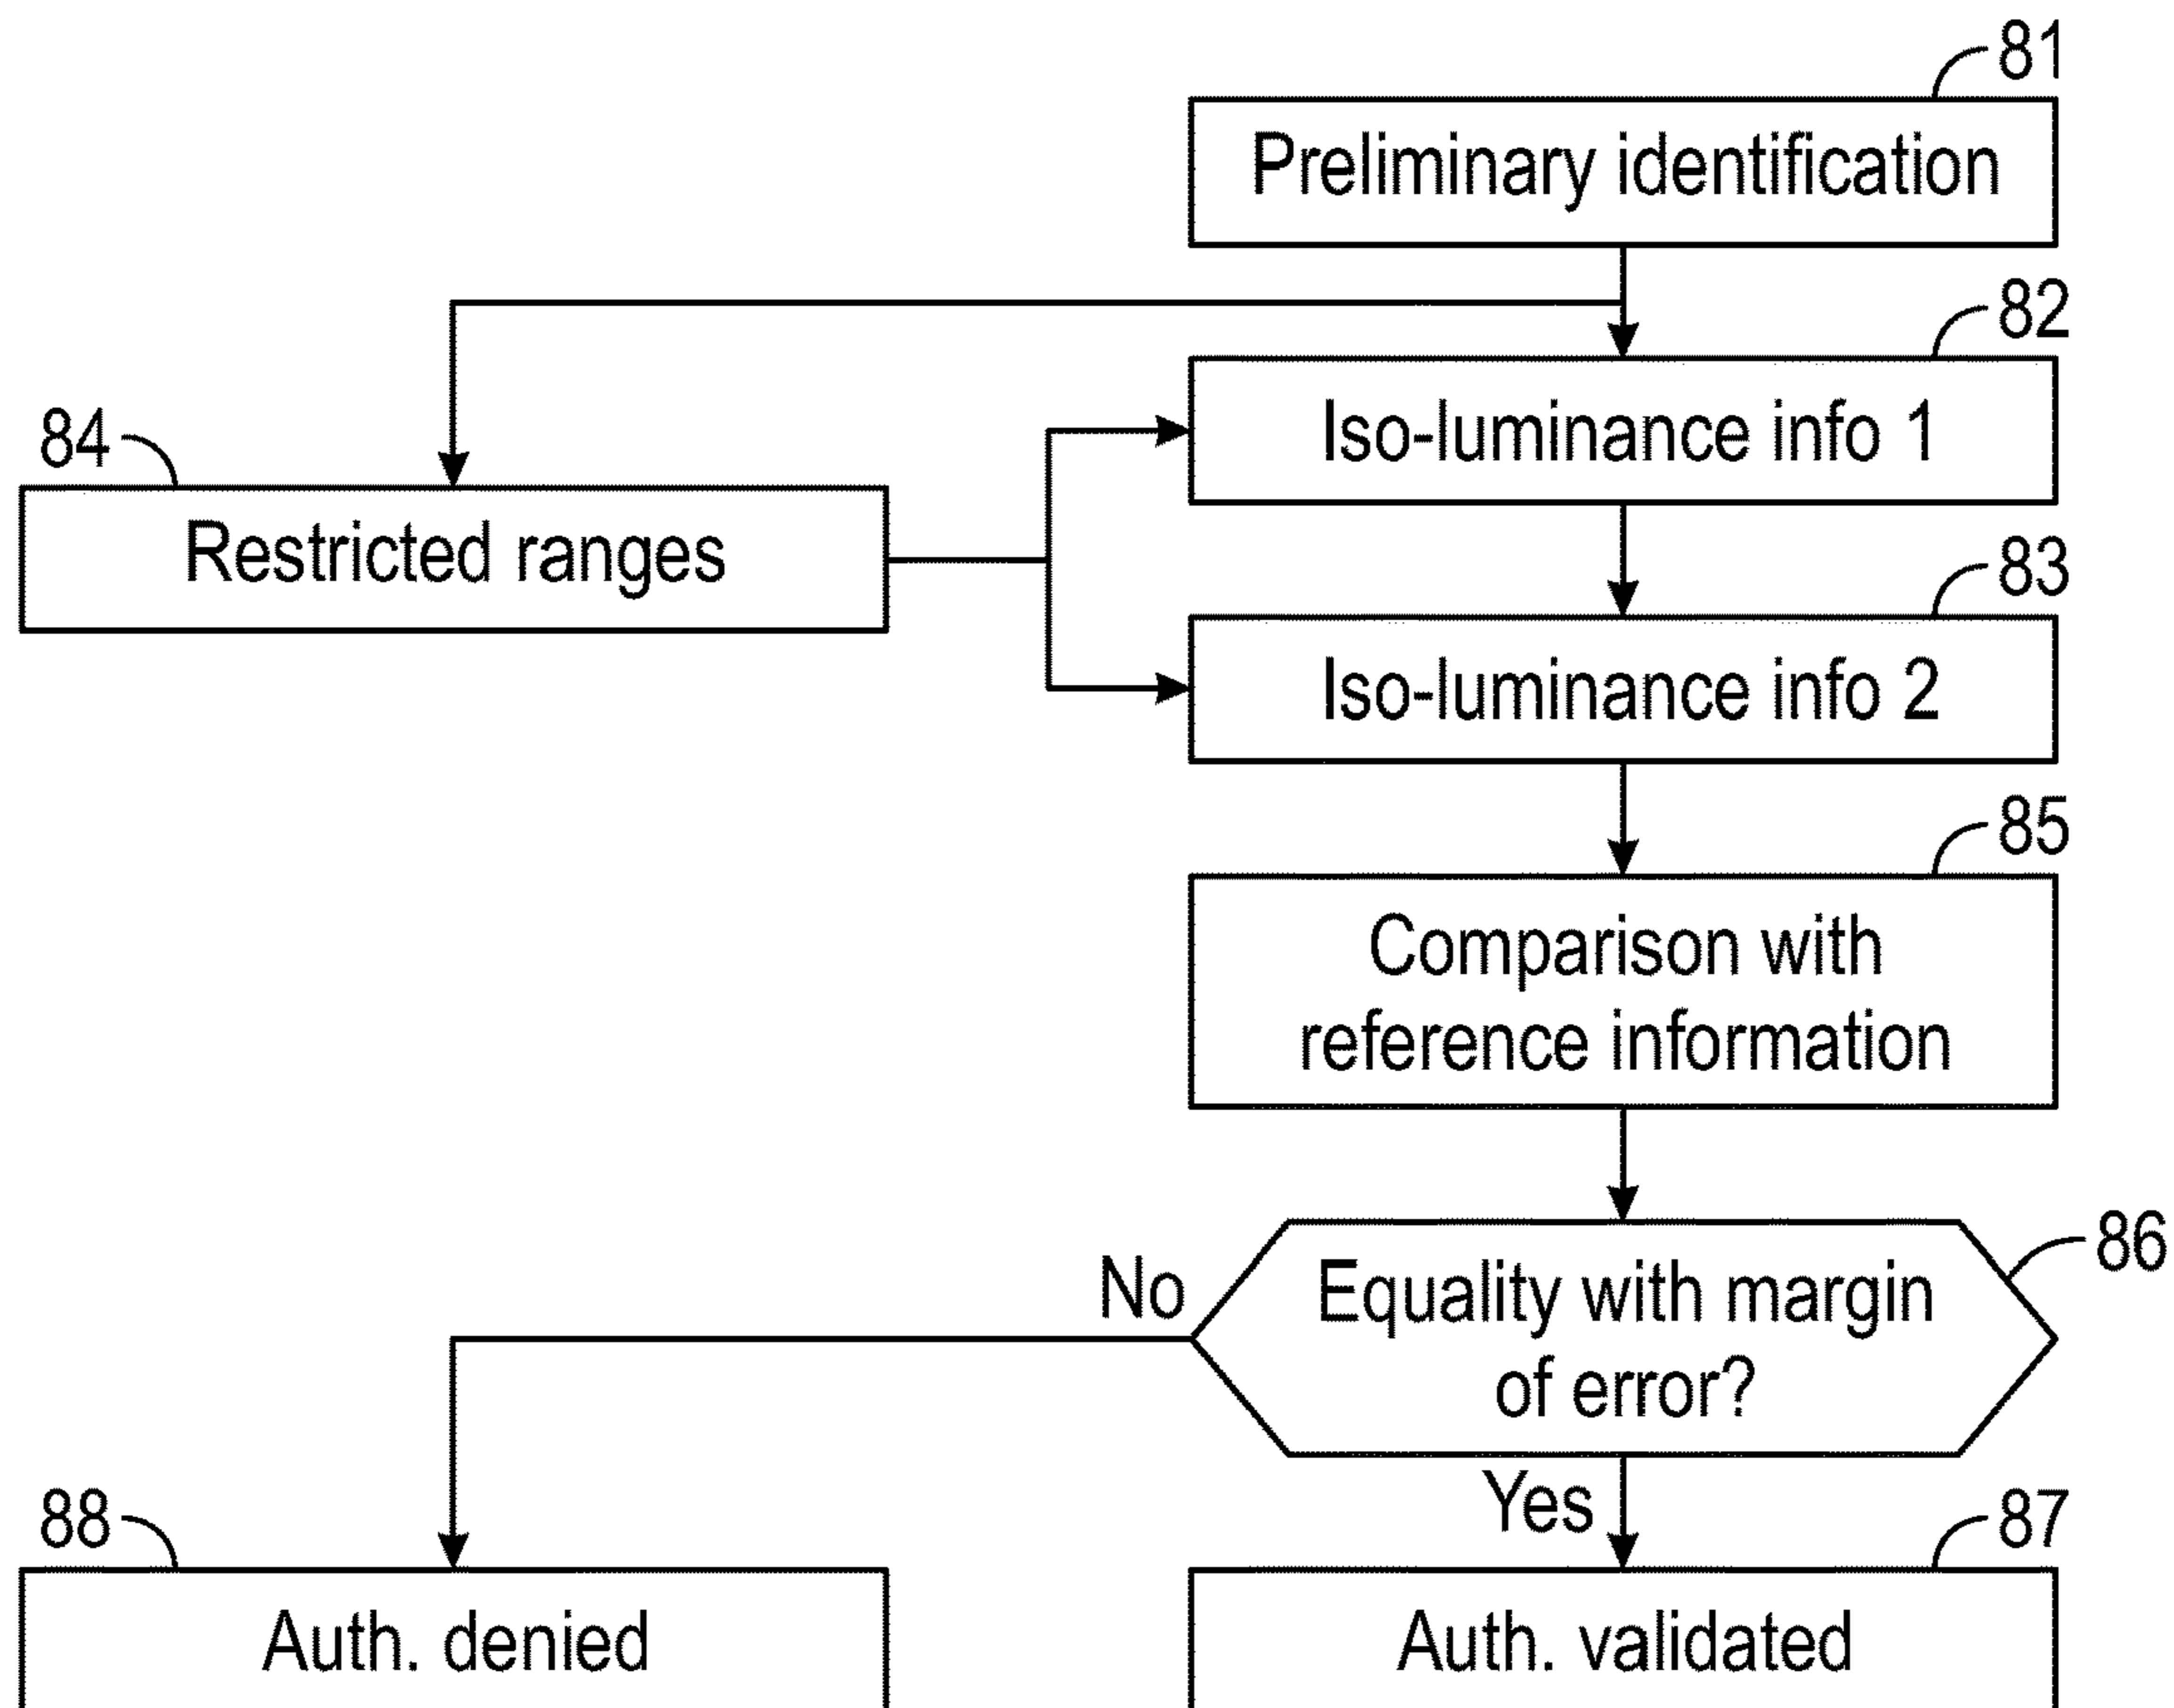 81
Preliminary identification
82
Iso-luminance info 1
84
Restricted ranges
83
Iso-luminance info 2
85
Comparison with
reference information
86
No
Equality with margin
of error?
Yes
88
Auth. denied
87
Auth. validated